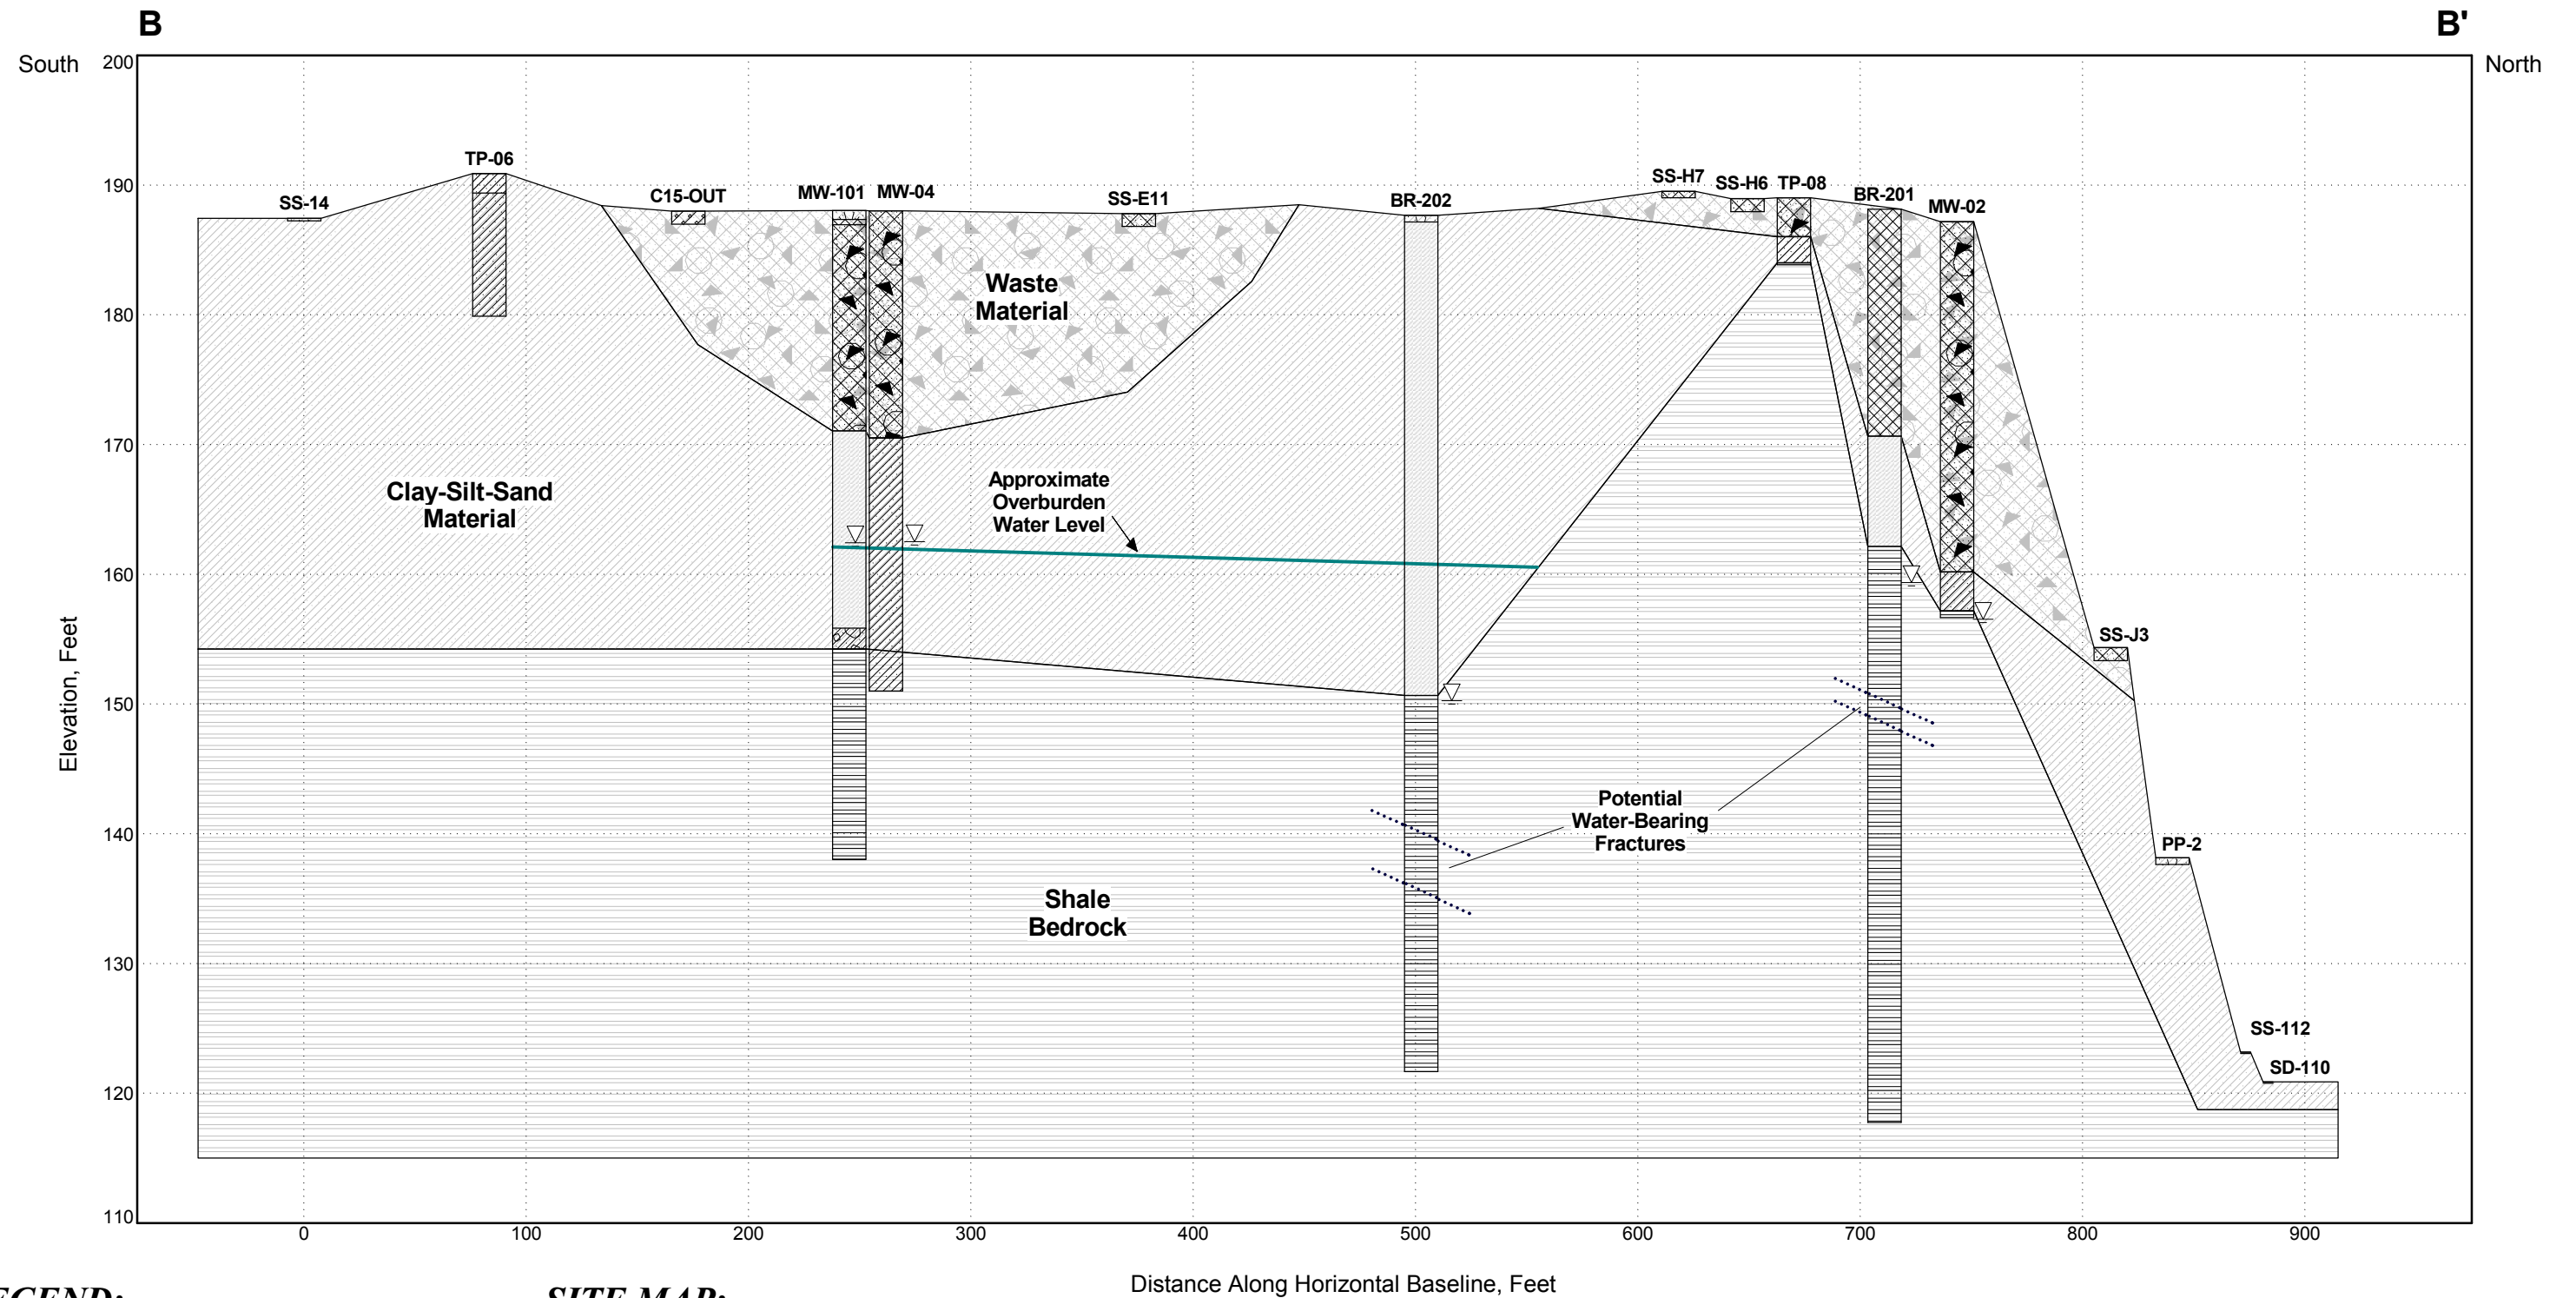 B
B'
South
North
200
190
180
170
160
150
140
130
120
110
Elevation, Feet
SS-14
TP-06
C15-OUT
MW-101
MW-04
SS-E11
BR-202
SS-H7
SS-H6
TP-08
BR-201
MW-02
SS-J3
PP-2
SS-112
SD-110
Waste
Material
Clay-Silt-Sand
Material
Approximate
Overburden
Water Level
Potential
Water-Bearing
Fractures
Shale
Bedrock
0
100
200
300
400
500
600
700
800
900
Distance Along Horizontal Baseline, Feet
SITE MAP: